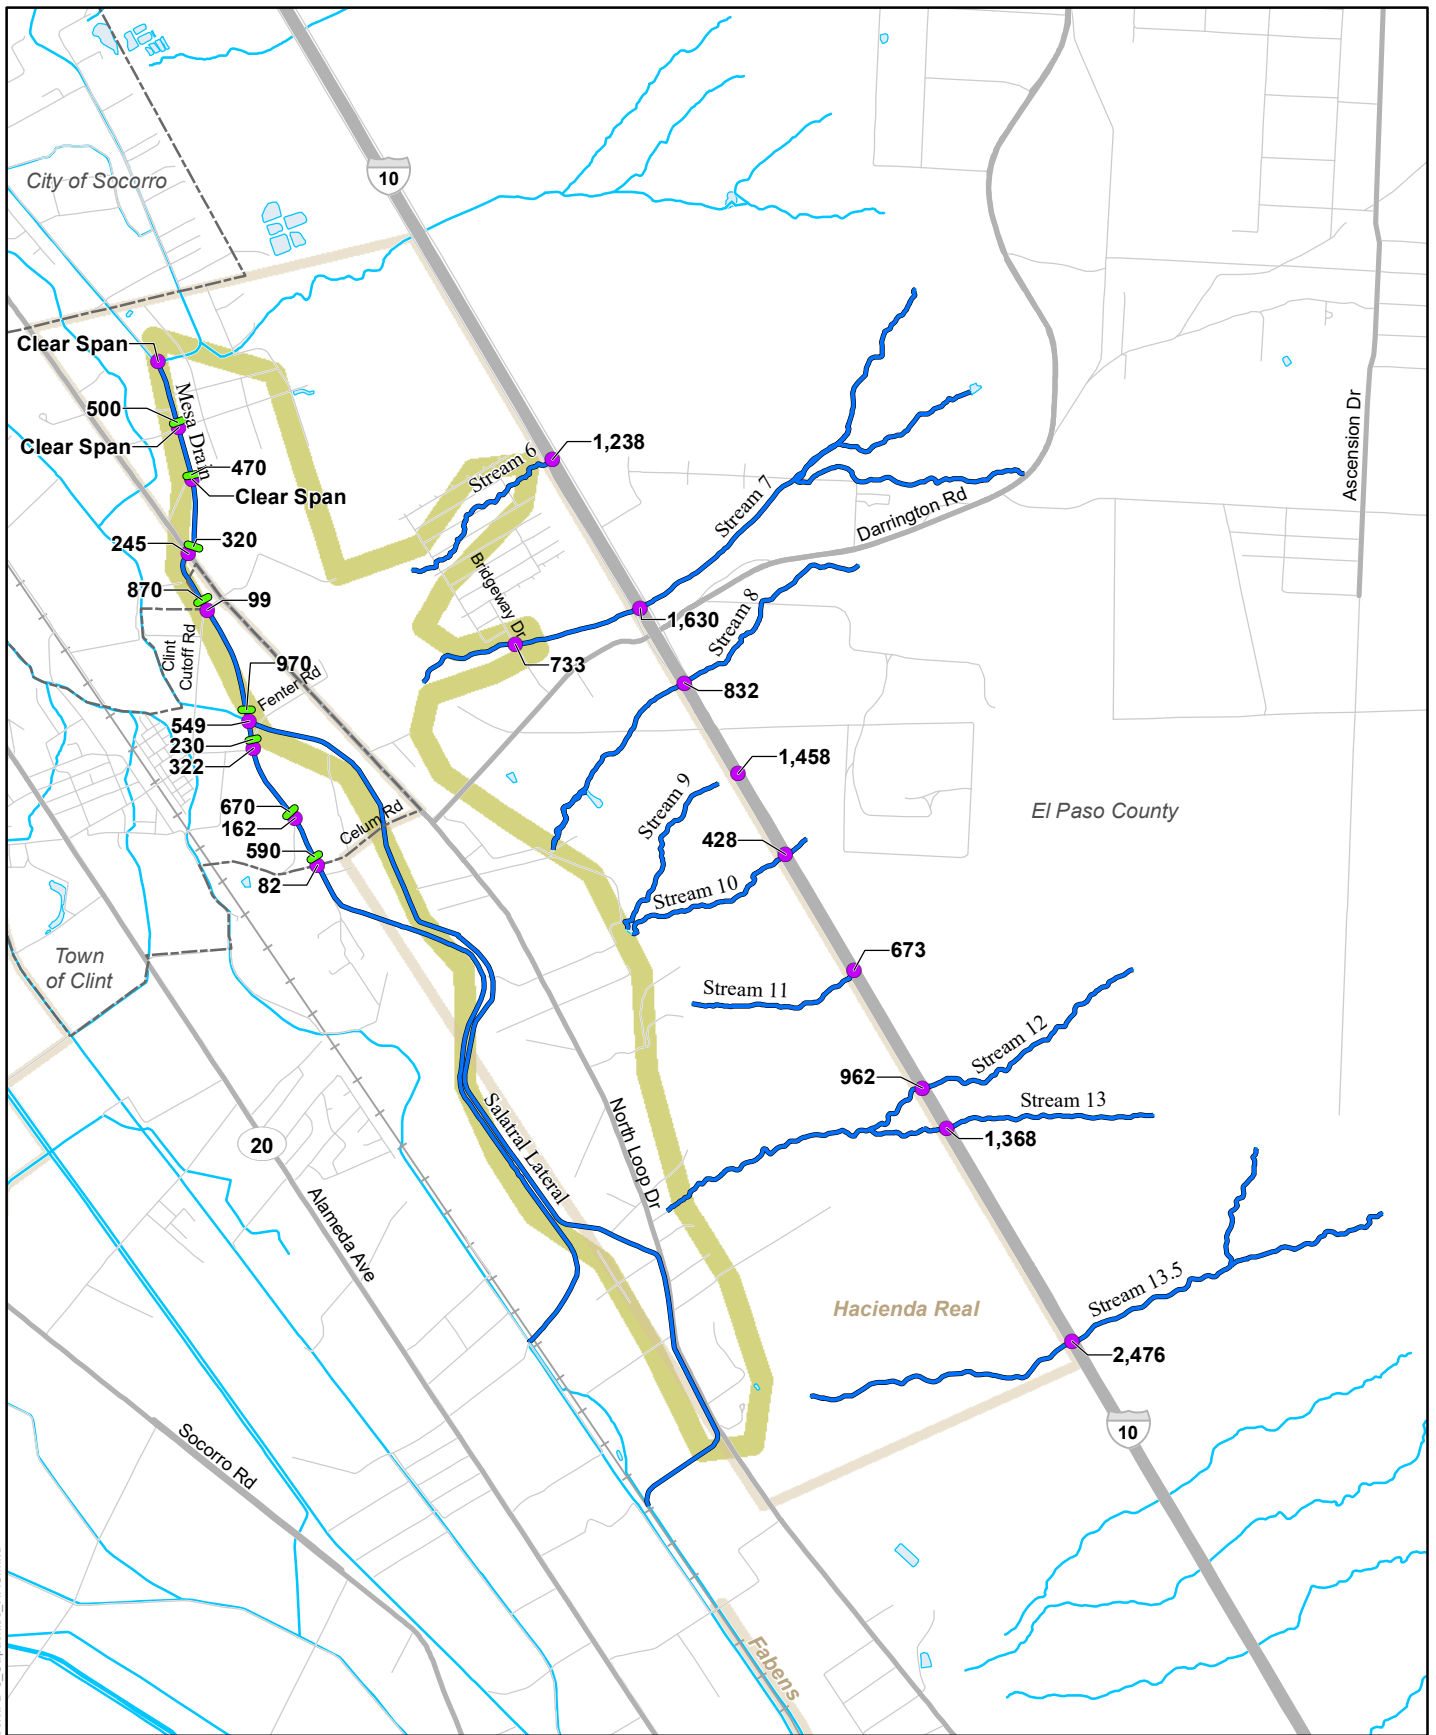 10
City of Socorro
Clear Span
Mesa Drain
500
Clear Span
470
Clear Span
1,238
Stream 6
Stream 7
Ascension Dr
Darrington Rd
320
245
Bridgeway Dr
870
99
1,630
Stream 8
Clint
Cutoff Rd
733
970
Fenter Rd
832
549
230
322
1,458
Stream 9
670
162
Celum Rd
El Paso County
428
590
82
Stream 10
Town
of Clint
673
Stream 11
Stream 12
962
Stream 13
1,368
Salatral Lateral
North Loop Dr
20
Alameda Ave
Stream 13.5
Hacienda Real
2,476
10
Socorro Rd
Fabens